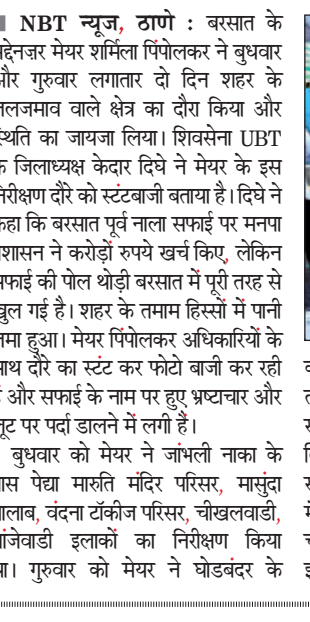 NBT न्यूज, ठाणे : बरसात के
मद्देनजर मेयर शर्मिला पिंपोलकर ने बुधवार
और गुरुवार लगातार दो दिन शहर के
जलजमाव वाले क्षेत्र का दौरा किया और
स्थिति का जायजा लिया। शिवसेना UBT
के जिलाध्यक्ष केदार दिघे ने मेयर के इस
निरीक्षण दौरे को स्टंटबाजी बताया है। दिघे ने
कहा कि बरसात पूर्व नाला सफाई पर मनपा
प्रशासन ने करोड़ों रुपये खर्च किए, लेकिन
सफाई की पोल थोड़ी बरसात में पूरी तरह से
खुल गई है। शहर के तमाम हिस्सों में पानी
जमा हुआ। मेयर पिंपोलकर अधिकारियों के
साथ दौरे का स्टंट कर फोटो बाजी कर रही
हैं और सफाई के नाम पर हुए भ्रष्टाचार और
लूट पर पर्दा डालने में लगी हैं।
बुधवार को मेयर ने जांभली नाका के
पास पेद्या मारुति मंदिर परिसर, मासुंदा
तालाब, वंदना टॉकीज परिसर, चीखलवाडी,
भांजेवाडी इलाकों का निरीक्षण किया
था। गुरुवार को मेयर ने घोडबंदर के